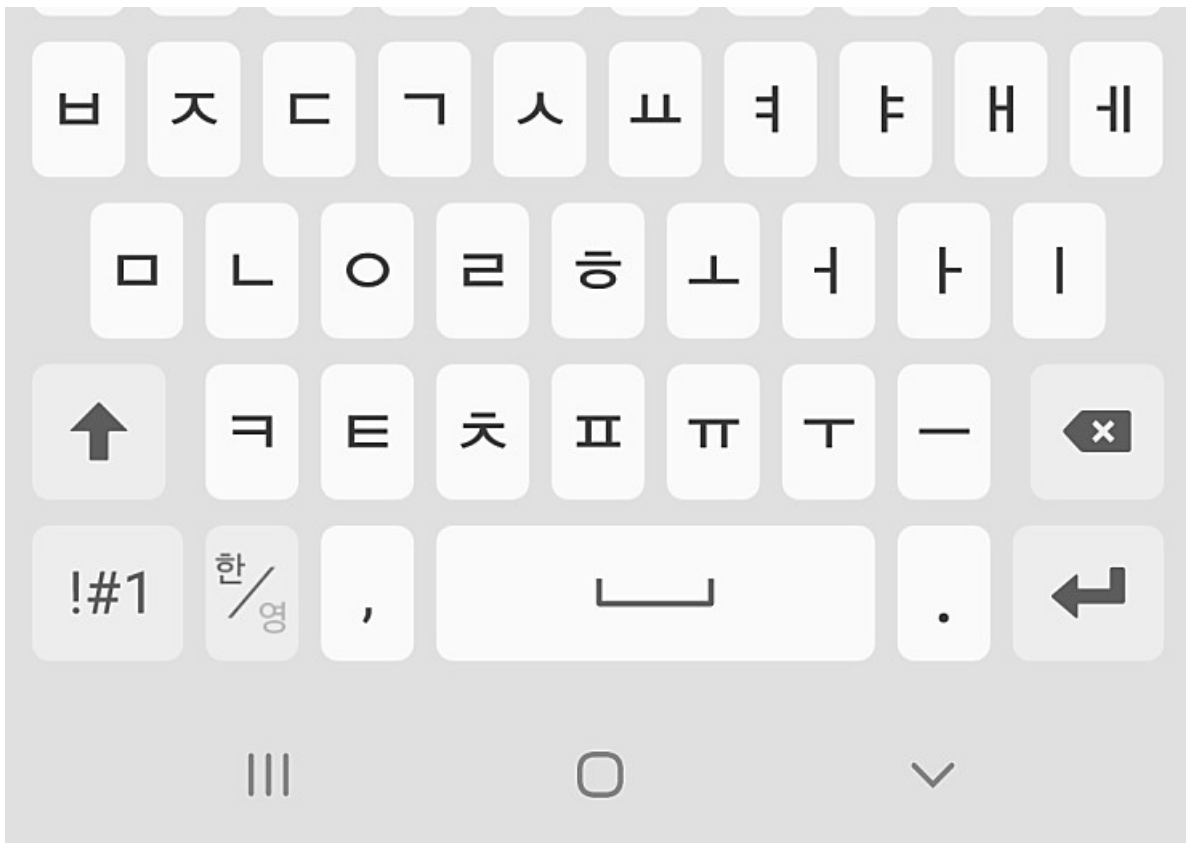 ㅂ ㅈ ㄷ ㄱ ㅅ ㅛ ㅕ ㅑ ㅐ ㅔ
ㅁ ㄴ ㅇ ㄹ ㅎ ㅗ ㅓ ㅏ ㅣ
ㅋ ㅌ ㅊ ㅍ ㅠ ㅜ ㅡ
!#1 한/영 , .